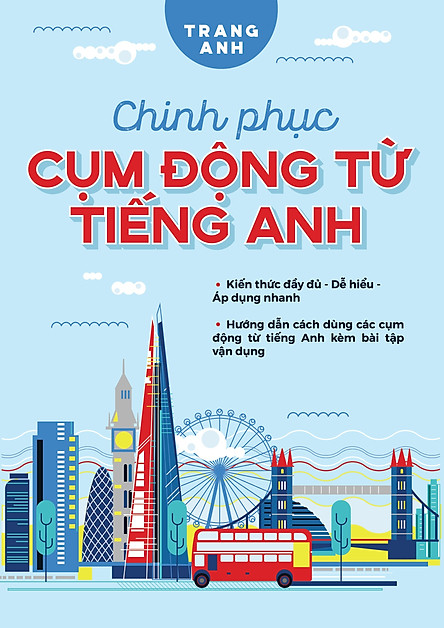 TRANG
ANH
Chinh phục
CỤM ĐỘNG TỪ
TIẾNG ANH
• Kiến thức đầy đủ - Dễ hiểu -
Áp dụng nhanh
• Hướng dẫn cách dùng các cụm
động từ tiếng Anh kèm bài tập
vận dụng